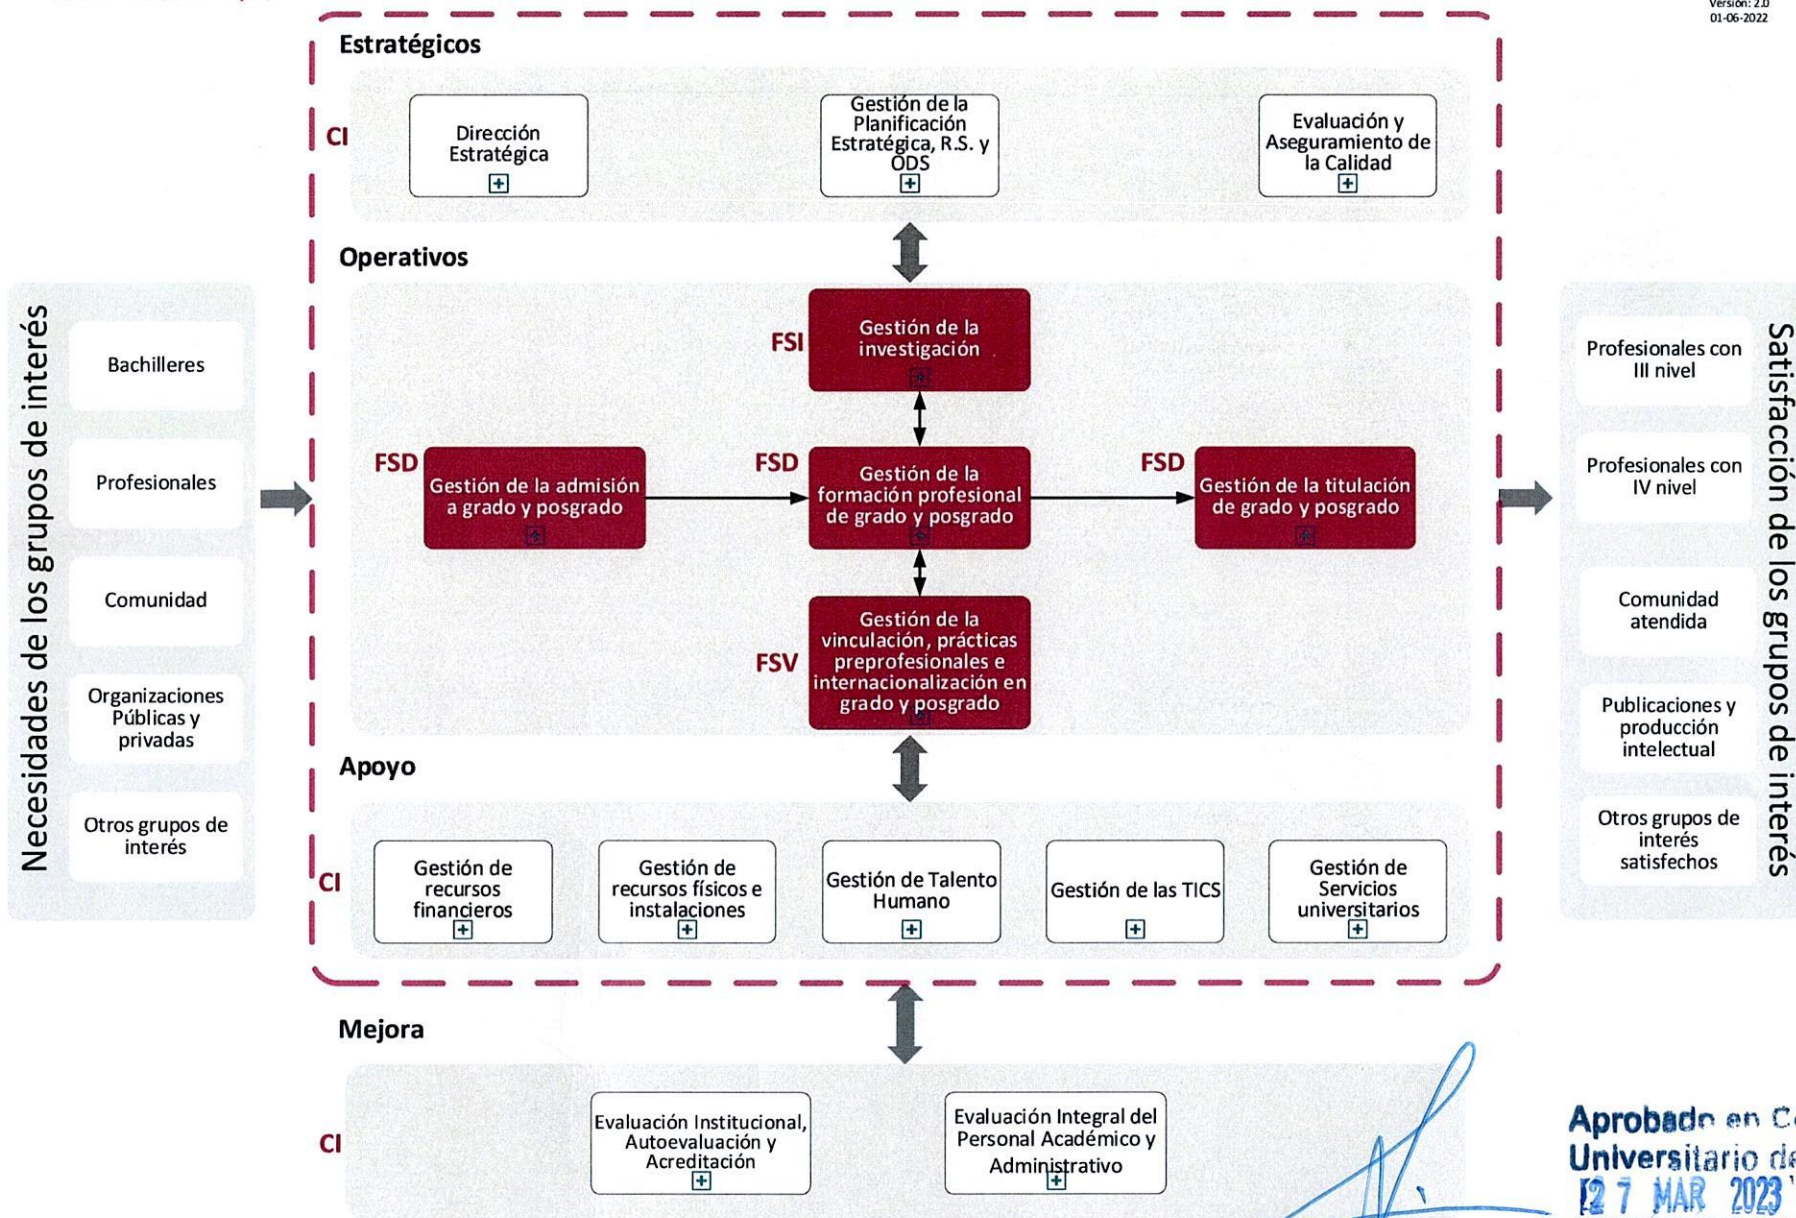 Versión: 2.0
01-06-2022
Estratégicos
CI
Dirección
Estratégica
Gestión de la
Planificación
Estratégica, R.S. y
ODS
Evaluación y
Aseguramiento de
la Calidad
Operativos
Necesidades de los grupos de interés
Bachilleres
Profesionales
Comunidad
Organizaciones
Públicas y
privadas
Otros grupos de
interés
FSI
Gestión de la
investigación
FSD
Gestión de la admisión
a grado y posgrado
FSD
Gestión de la
formación profesional
de grado y posgrado
FSD
Gestión de la titulación
de grado y posgrado
FSV
Gestión de la
vinculación, prácticas
preprofesionales e
internacionalización en
grado y posgrado
Profesionales con
III nivel
Profesionales con
IV nivel
Comunidad
atendida
Publicaciones y
producción
intelectual
Otros grupos de
interés
satisfechos
Satisfacción de los grupos de interés
Apoyo
CI
Gestión de
recursos
financieros
Gestión de
recursos físicos e
instalaciones
Gestión de Talento
Humano
Gestión de las TICS
Gestión de
Servicios
universitarios
Mejora
CI
Evaluación Institucional,
Autoevaluación y
Acreditación
Evaluación Integral del
Personal Académico y
Administrativo
Aprobado en
Universitario de
27 MAR 2023